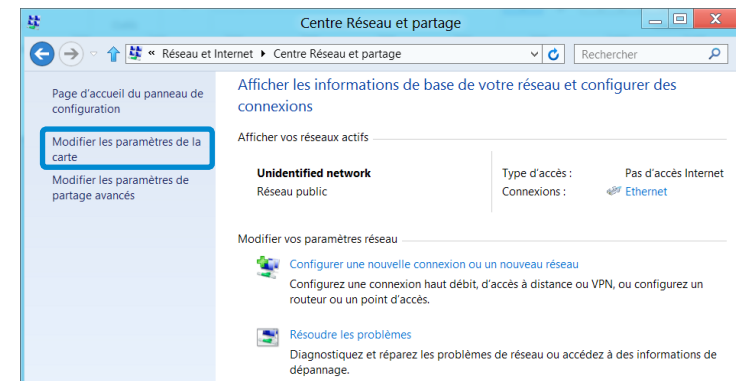 Centre Réseau et partage
« Réseau et Internet ▸ Centre Réseau et partage
Rechercher
Page d'accueil du panneau de
configuration
Modifier les paramètres de la
carte
Modifier les paramètres de
partage avancés
Afficher les informations de base de votre réseau et configurer des
connexions
Afficher vos réseaux actifs
Unidentified network
Réseau public
Type d'accès : Pas d'accès Internet
Connexions : Ethernet
Modifier vos paramètres réseau
Configurer une nouvelle connexion ou un nouveau réseau
Configurez une connexion haut débit, d'accès à distance ou VPN, ou configurez un
routeur ou un point d'accès.
Résoudre les problèmes
Diagnostiquez et réparez les problèmes de réseau ou accédez à des informations de
dépannage.